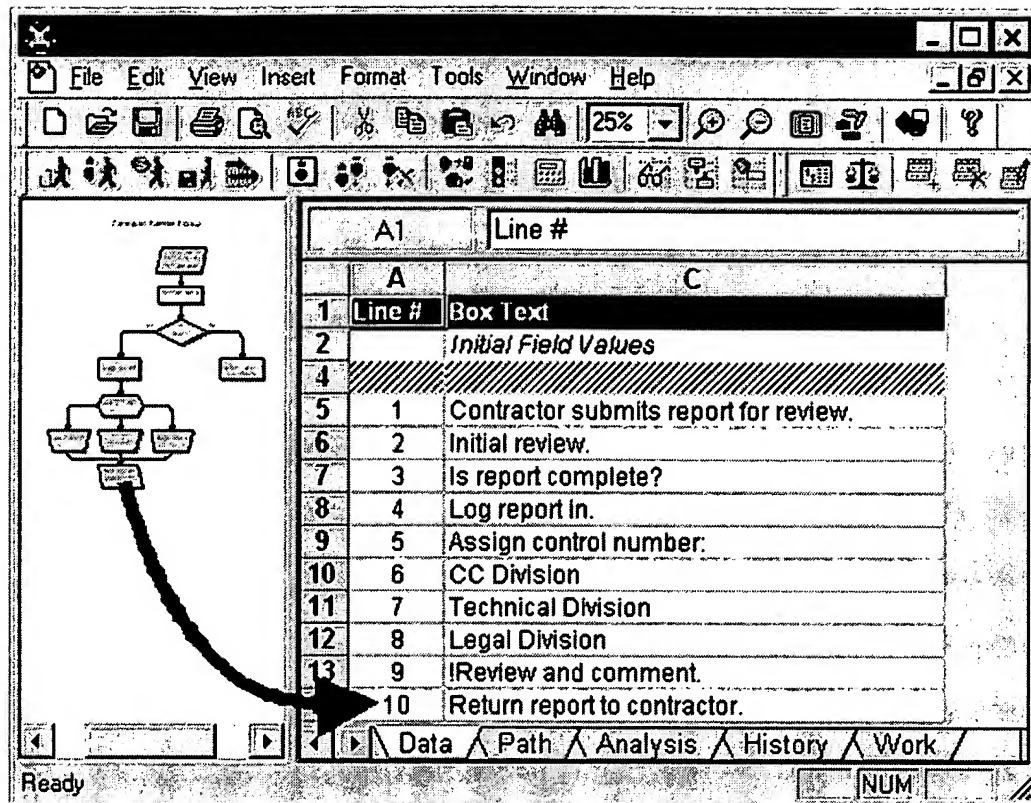 File Edit View Insert Format Tools Window Help
ABC 25%
A1 Line #
A C
1 Line # Box Text
2 Initial Field Values
4
5 1 Contractor submits report for review.
6 2 Initial review.
7 3 Is report complete?
8 4 Log report in.
9 5 Assign control number:
10 6 CC Division
11 7 Technical Division
12 8 Legal Division
13 9 !Review and comment.
10 Return report to contractor.
Data Path Analysis History Work
Ready NUM